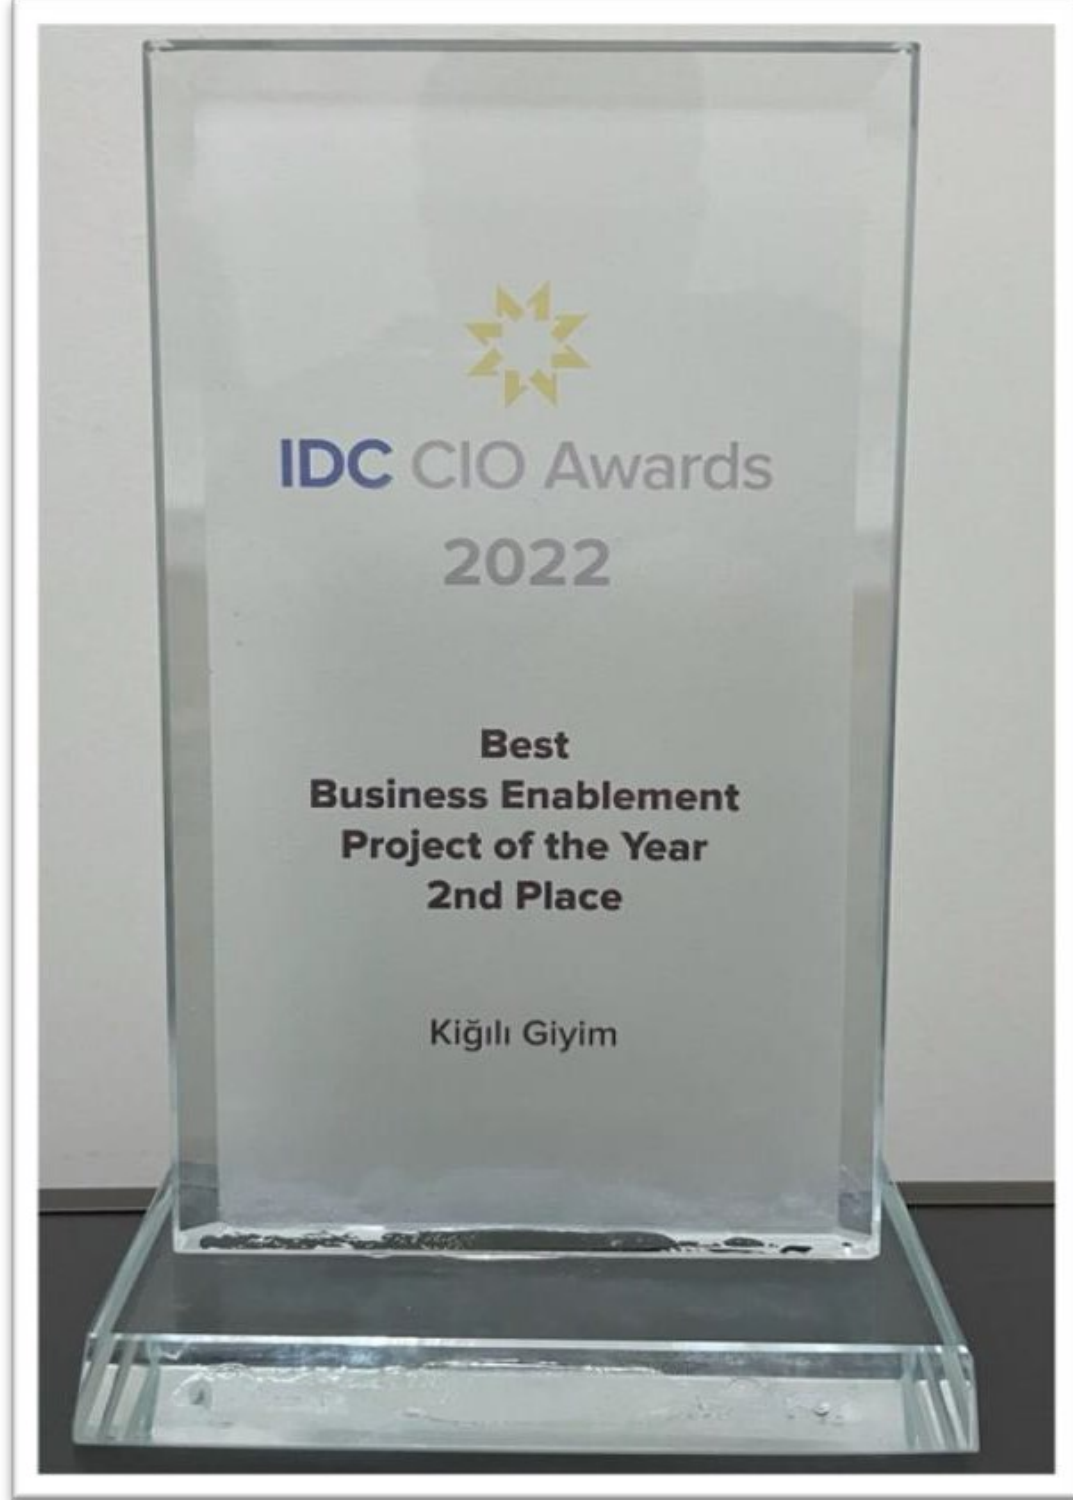 IDC CIO Awards
2022
Best
Business Enablement
Project of the Year
2nd Place
Kiğılı Giyim